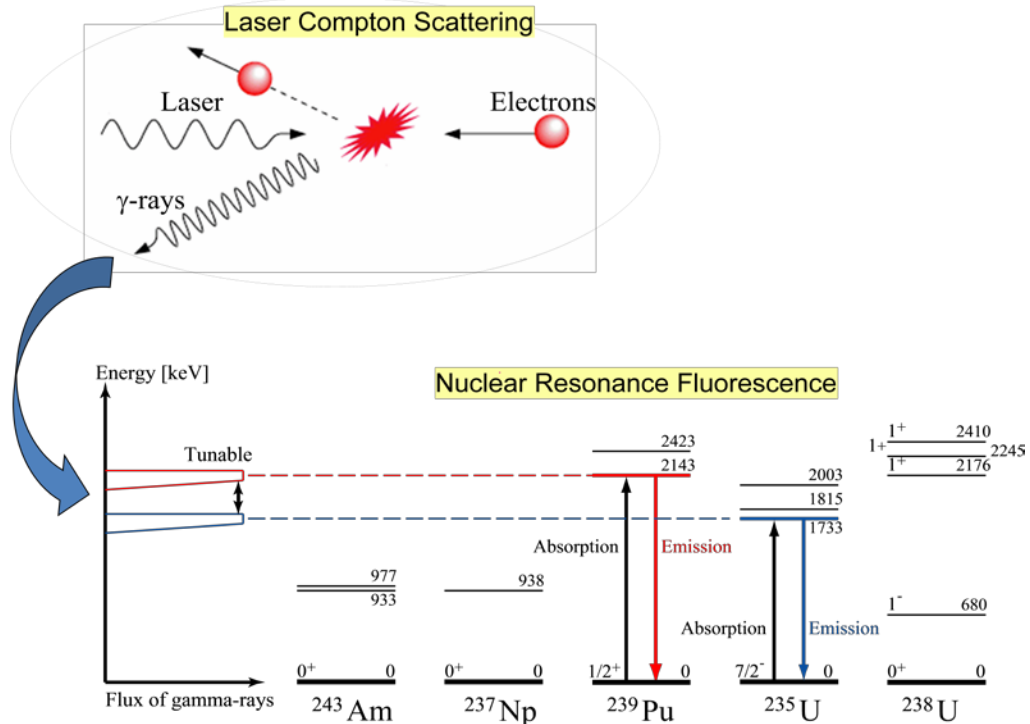 Laser Compton Scattering
Laser
Electrons
γ-rays
Energy [keV]
Nuclear Resonance Fluorescence
Tunable
2423
2143
2003
1815
1733
1+ 2410
1+ 2245
1+ 2176
Absorption
Emission
977
933
938
Absorption
Emission
1- 680
0+ 0
0+ 0
1/2+ 0
7/2- 0
0+ 0
Flux of gamma-rays
243Am
237Np
239Pu
235U
238U